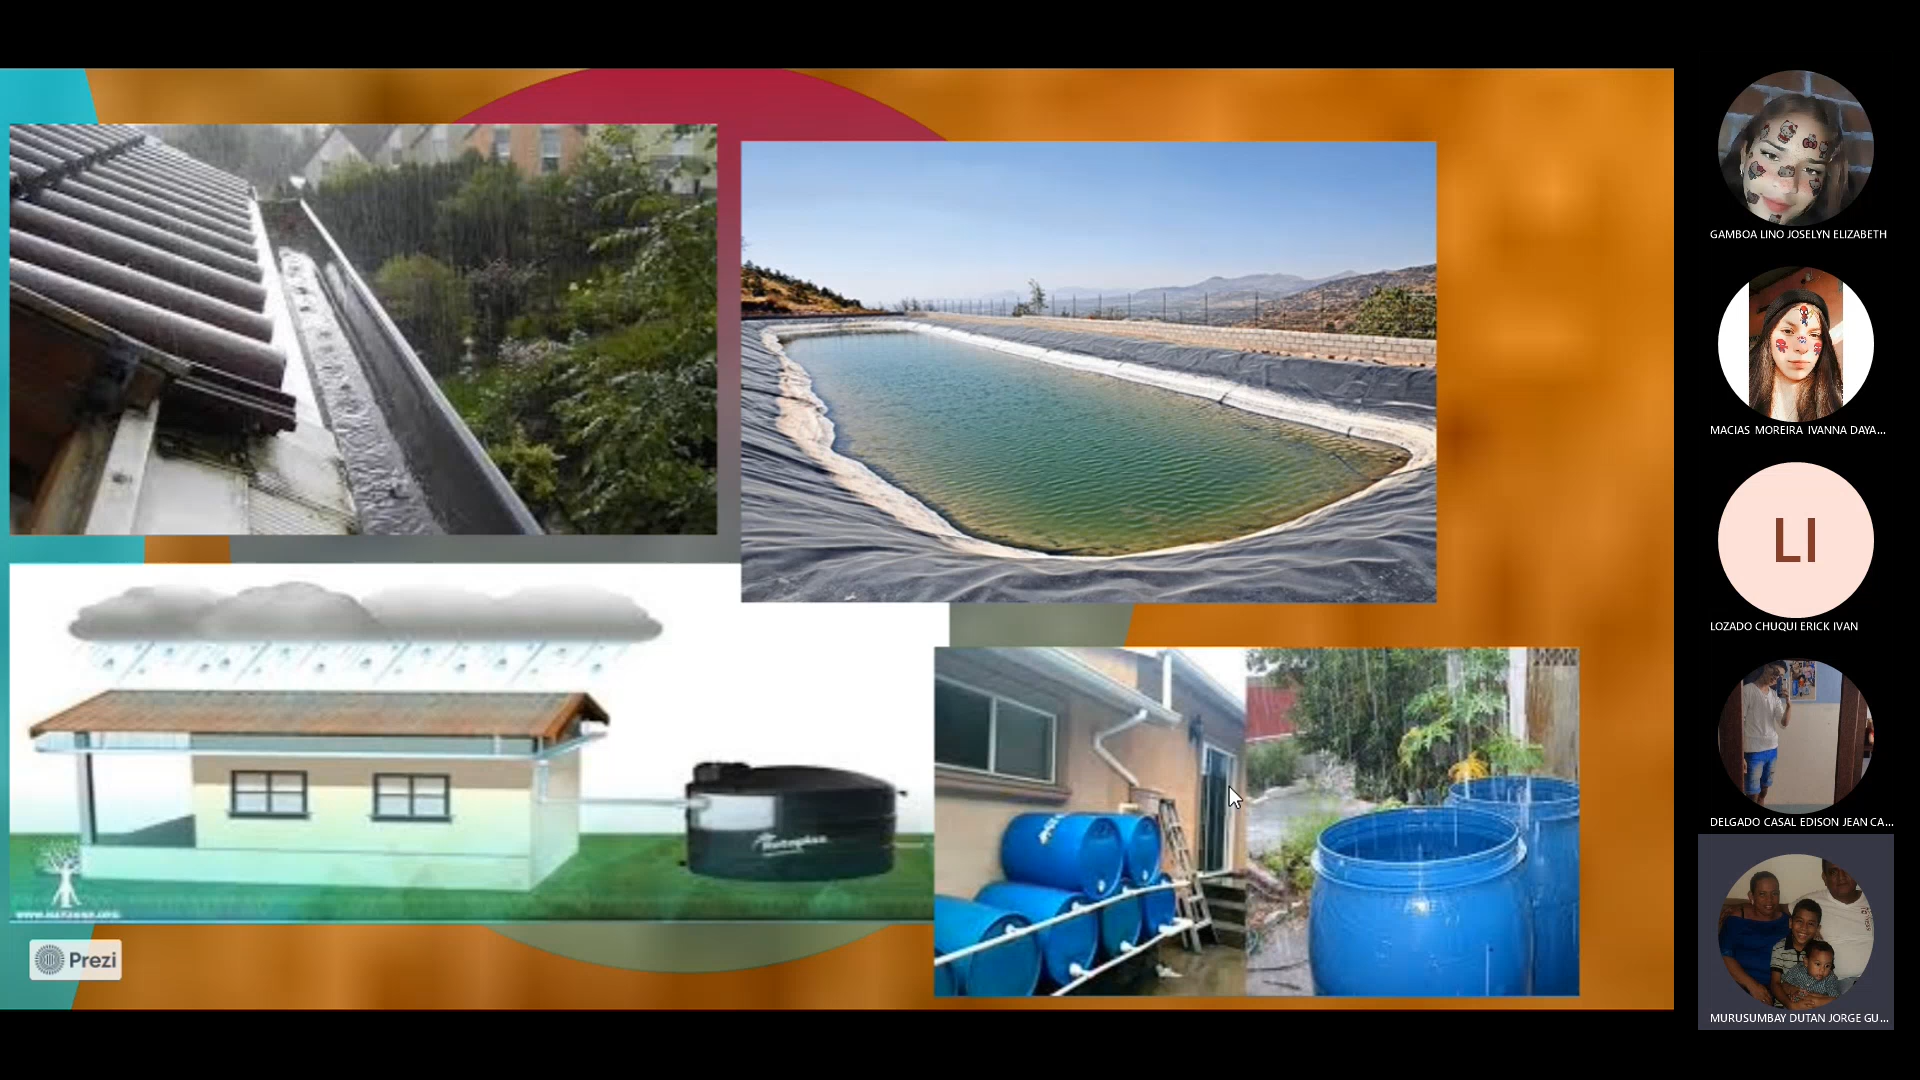 GAMBOA LINO JOSELYN ELIZABETH
MACIAS MOREIRA IVANNA DAYA...
LI
LOZADO CHUQUI ERICK IVAN
DELGADO CASAL EDISON JEAN CA...
MURUSUMBAY DUTAN JORGE GU...
Rotoplas
Prezi